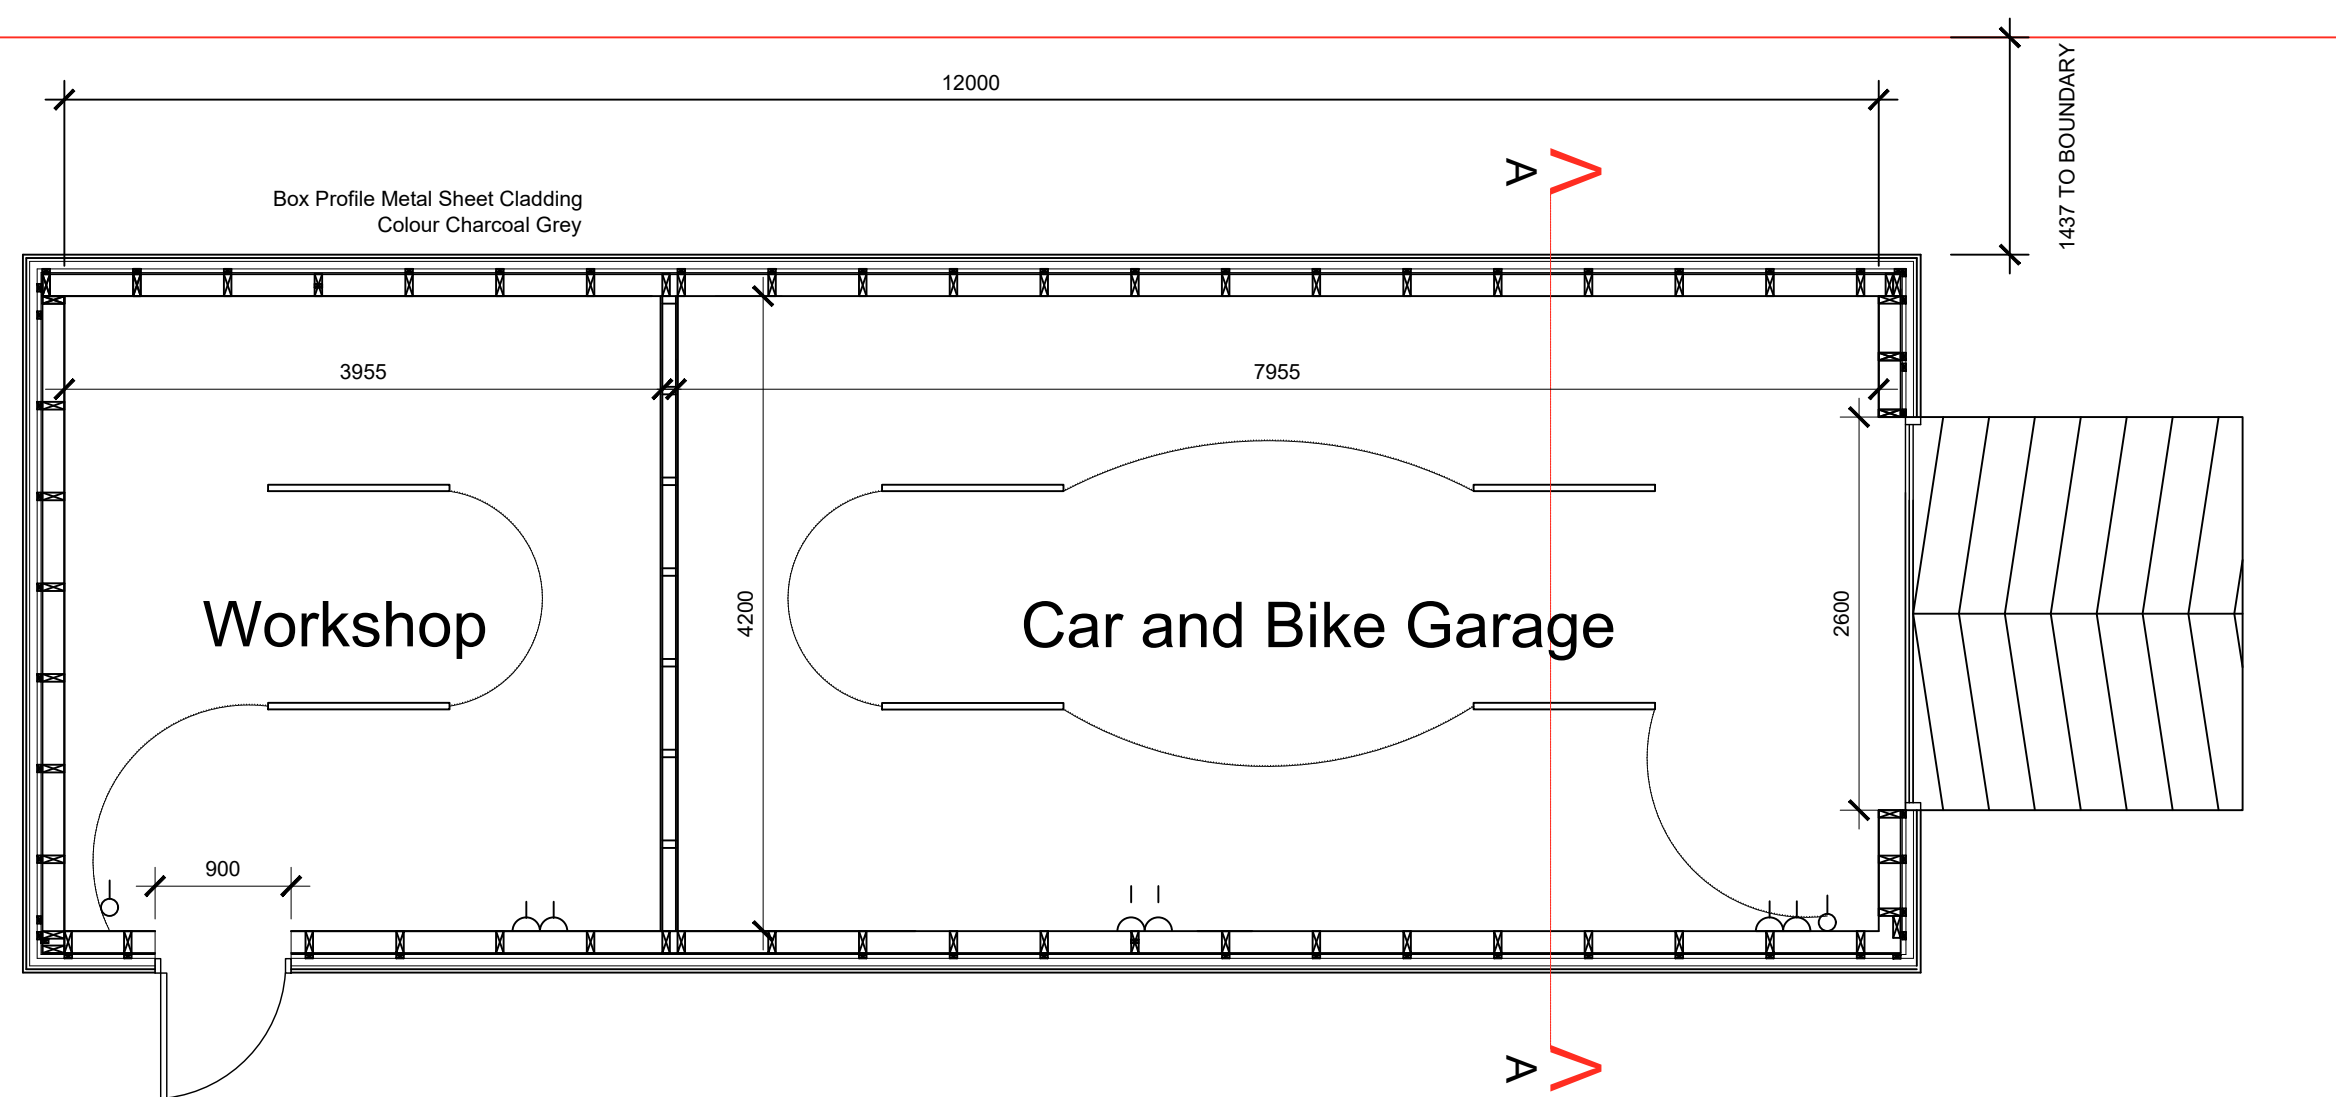 12000
1437 TO BOUNDARY
A
Box Profile Metal Sheet Cladding
Colour Charcoal Grey
3955
7955
4200
2600
Workshop
Car and Bike Garage
900
A